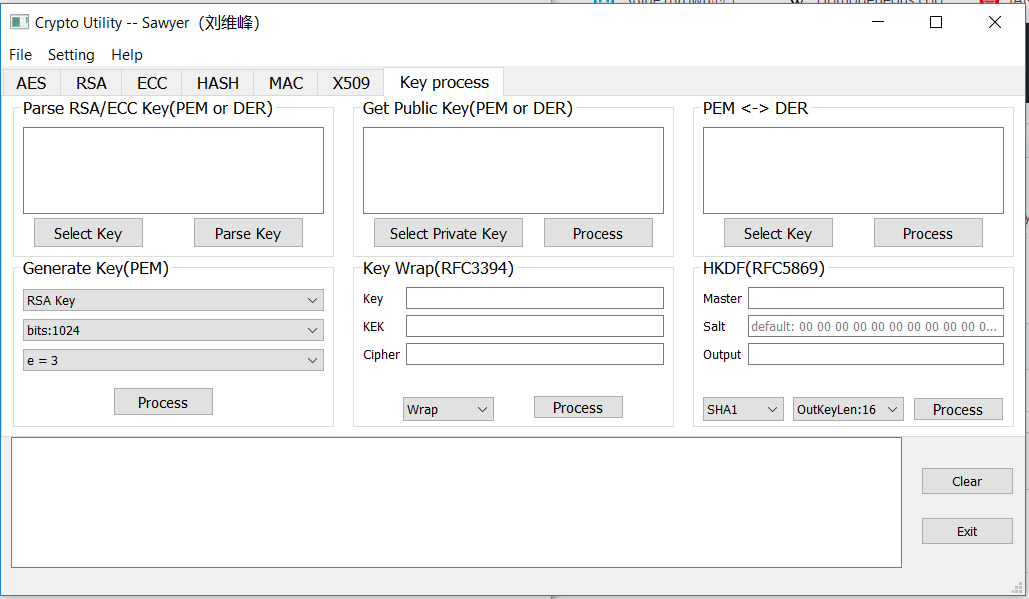 Crypto Utility -- Sawyer（刘维峰）
File Setting Help
AES RSA ECC HASH MAC X509 Key process
Parse RSA/ECC Key(PEM or DER)
Select Key Parse Key
Get Public Key(PEM or DER)
Select Private Key Process
PEM <-> DER
Select Key Process
Generate Key(PEM)
RSA Key
bits:1024
e = 3
Process
Key Wrap(RFC3394)
Key
KEK
Cipher
Wrap Process
HKDF(RFC5869)
Master
Salt default: 00 00 00 00 00 00 00 00 00 00 0...
Output
SHA1 OutKeyLen:16 Process
Clear
Exit